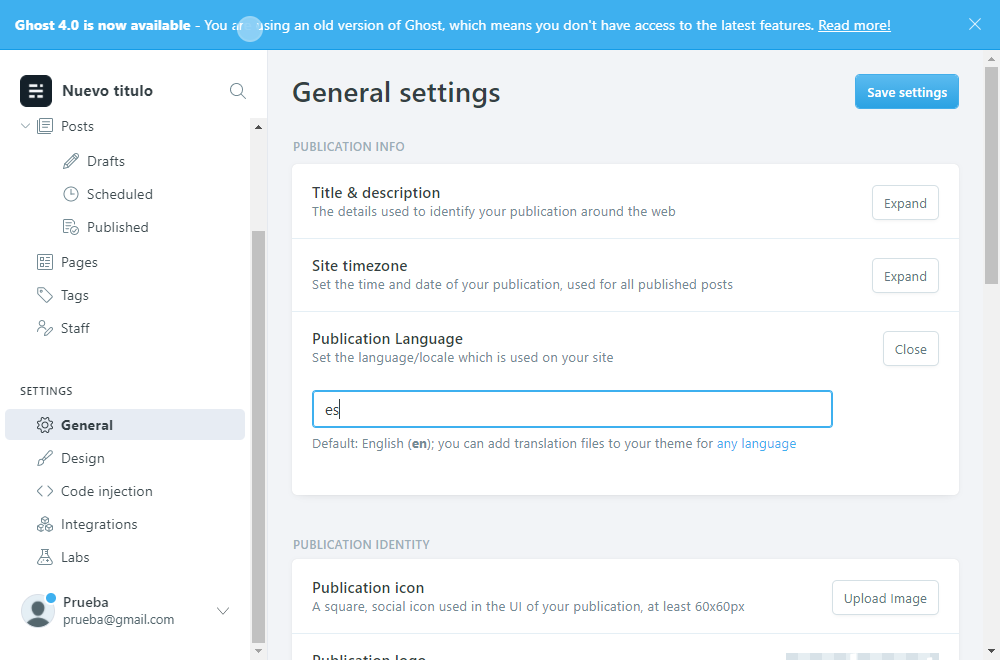 Ghost 4.0 is now available - You are using an old version of Ghost, which means you don't have access to the latest features. Read more!
Nuevo titulo
Posts
Drafts
Scheduled
Published
Pages
Tags
Staff
SETTINGS
General
Design
Code injection
Integrations
Labs
Prueba
prueba@gmail.com
General settings
Save settings
PUBLICATION INFO
Title & description
The details used to identify your publication around the web
Expand
Site timezone
Set the time and date of your publication, used for all published posts
Expand
Publication Language
Set the language/locale which is used on your site
Close
es
Default: English (en); you can add translation files to your theme for any language
PUBLICATION IDENTITY
Publication icon
A square, social icon used in the UI of your publication, at least 60x60px
Upload Image
Publication logo